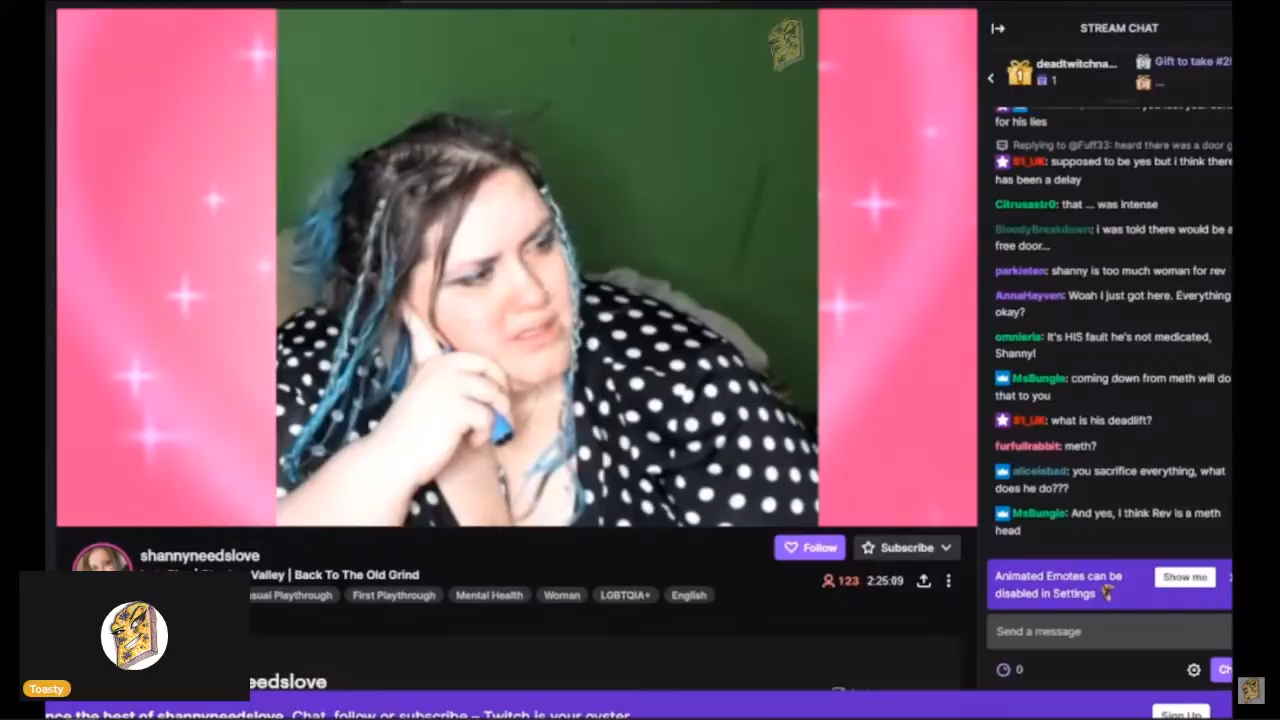 STREAM CHAT
deadtwitchna...
1
Gift to take #2
...
for his lies
Replying to @Fuff33: heard there was a door g
S1_UK: supposed to be yes but i think there
has been a delay
Citrusastr0: that ... was intense
BloodyBreakdown: i was told there would be a
free door...
parkisten: shanny is too much woman for rev
AnnaHayven: Woah I just got here. Everything
okay?
omnieris: It's HIS fault he's not medicated,
Shanny!
MsBungle: coming down from meth will do
that to you
S1_UK: what is his deadlift?
furfullrabbit: meth?
aliceisbad: you sacrifice everything, what
does he do???
MsBungle: And yes, I think Rev is a meth
head
Animated Emotes can be
disabled in Settings
Show me
Send a message
0
Ch
shannyneedslove
Valley | Back To The Old Grind
Follow
Subscribe
123
2:25:09
sual Playthrough
First Playthrough
Mental Health
Woman
LGBTQIA+
English
Toasty
eedslove
nce the best of shannyneedslove. Chat, follow or subscribe – Twitch is your oyster
Sign Up